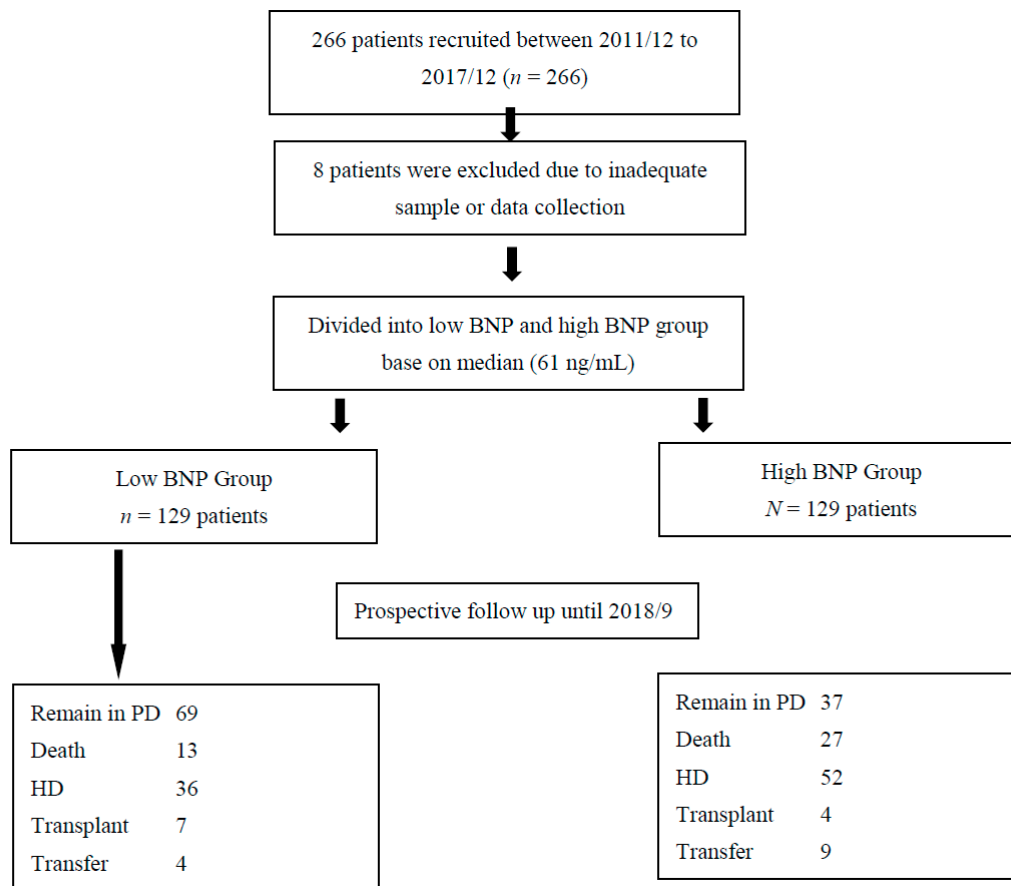 266 patients recruited between 2011/12 to
2017/12 (n = 266)
8 patients were excluded due to inadequate
sample or data collection
Divided into low BNP and high BNP group
base on median (61 ng/mL)
Low BNP Group
n = 129 patients
High BNP Group
N = 129 patients
Prospective follow up until 2018/9
Remain in PD 69
Death 13
HD 36
Transplant 7
Transfer 4
Remain in PD 37
Death 27
HD 52
Transplant 4
Transfer 9